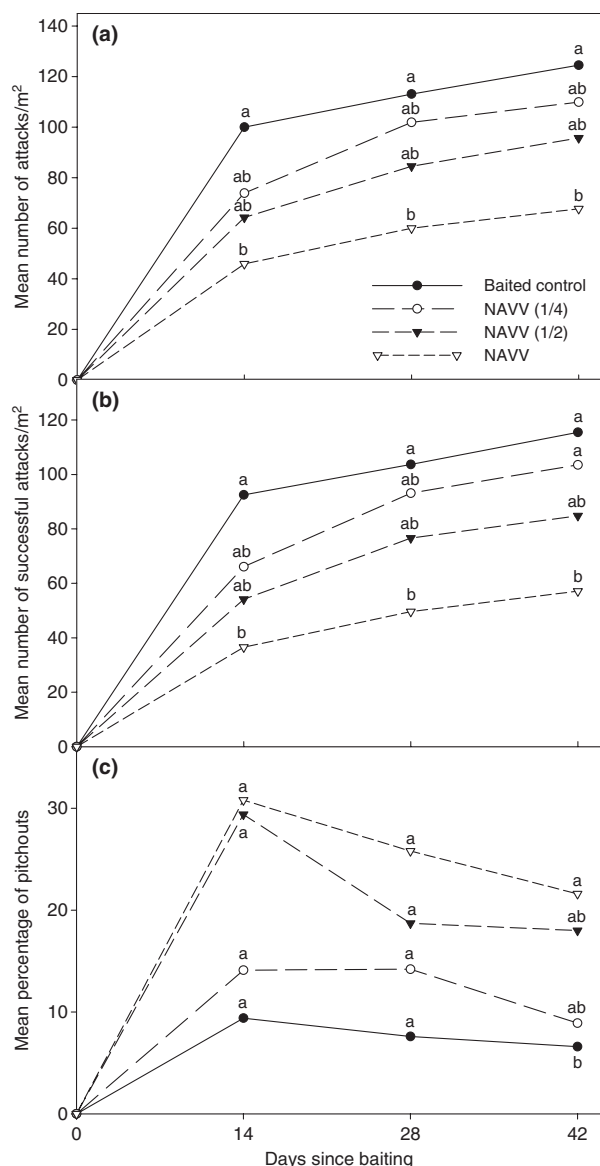 (a)
Mean number of attacks/m²
140
120
100
80
60
40
20
0
a
a
a
ab
ab
ab
ab
ab
ab
b
b
b
Baited control
NAVV (1/4)
NAVV (1/2)
NAVV
(b)
Mean number of successful attacks/m²
120
100
80
60
40
20
0
a
a
a
ab
ab
a
ab
ab
ab
b
b
b
(c)
Mean percentage of pitchouts
30
20
10
0
a
a
a
a
a
ab
a
a
ab
a
a
b
0 14 28 42
Days since baiting